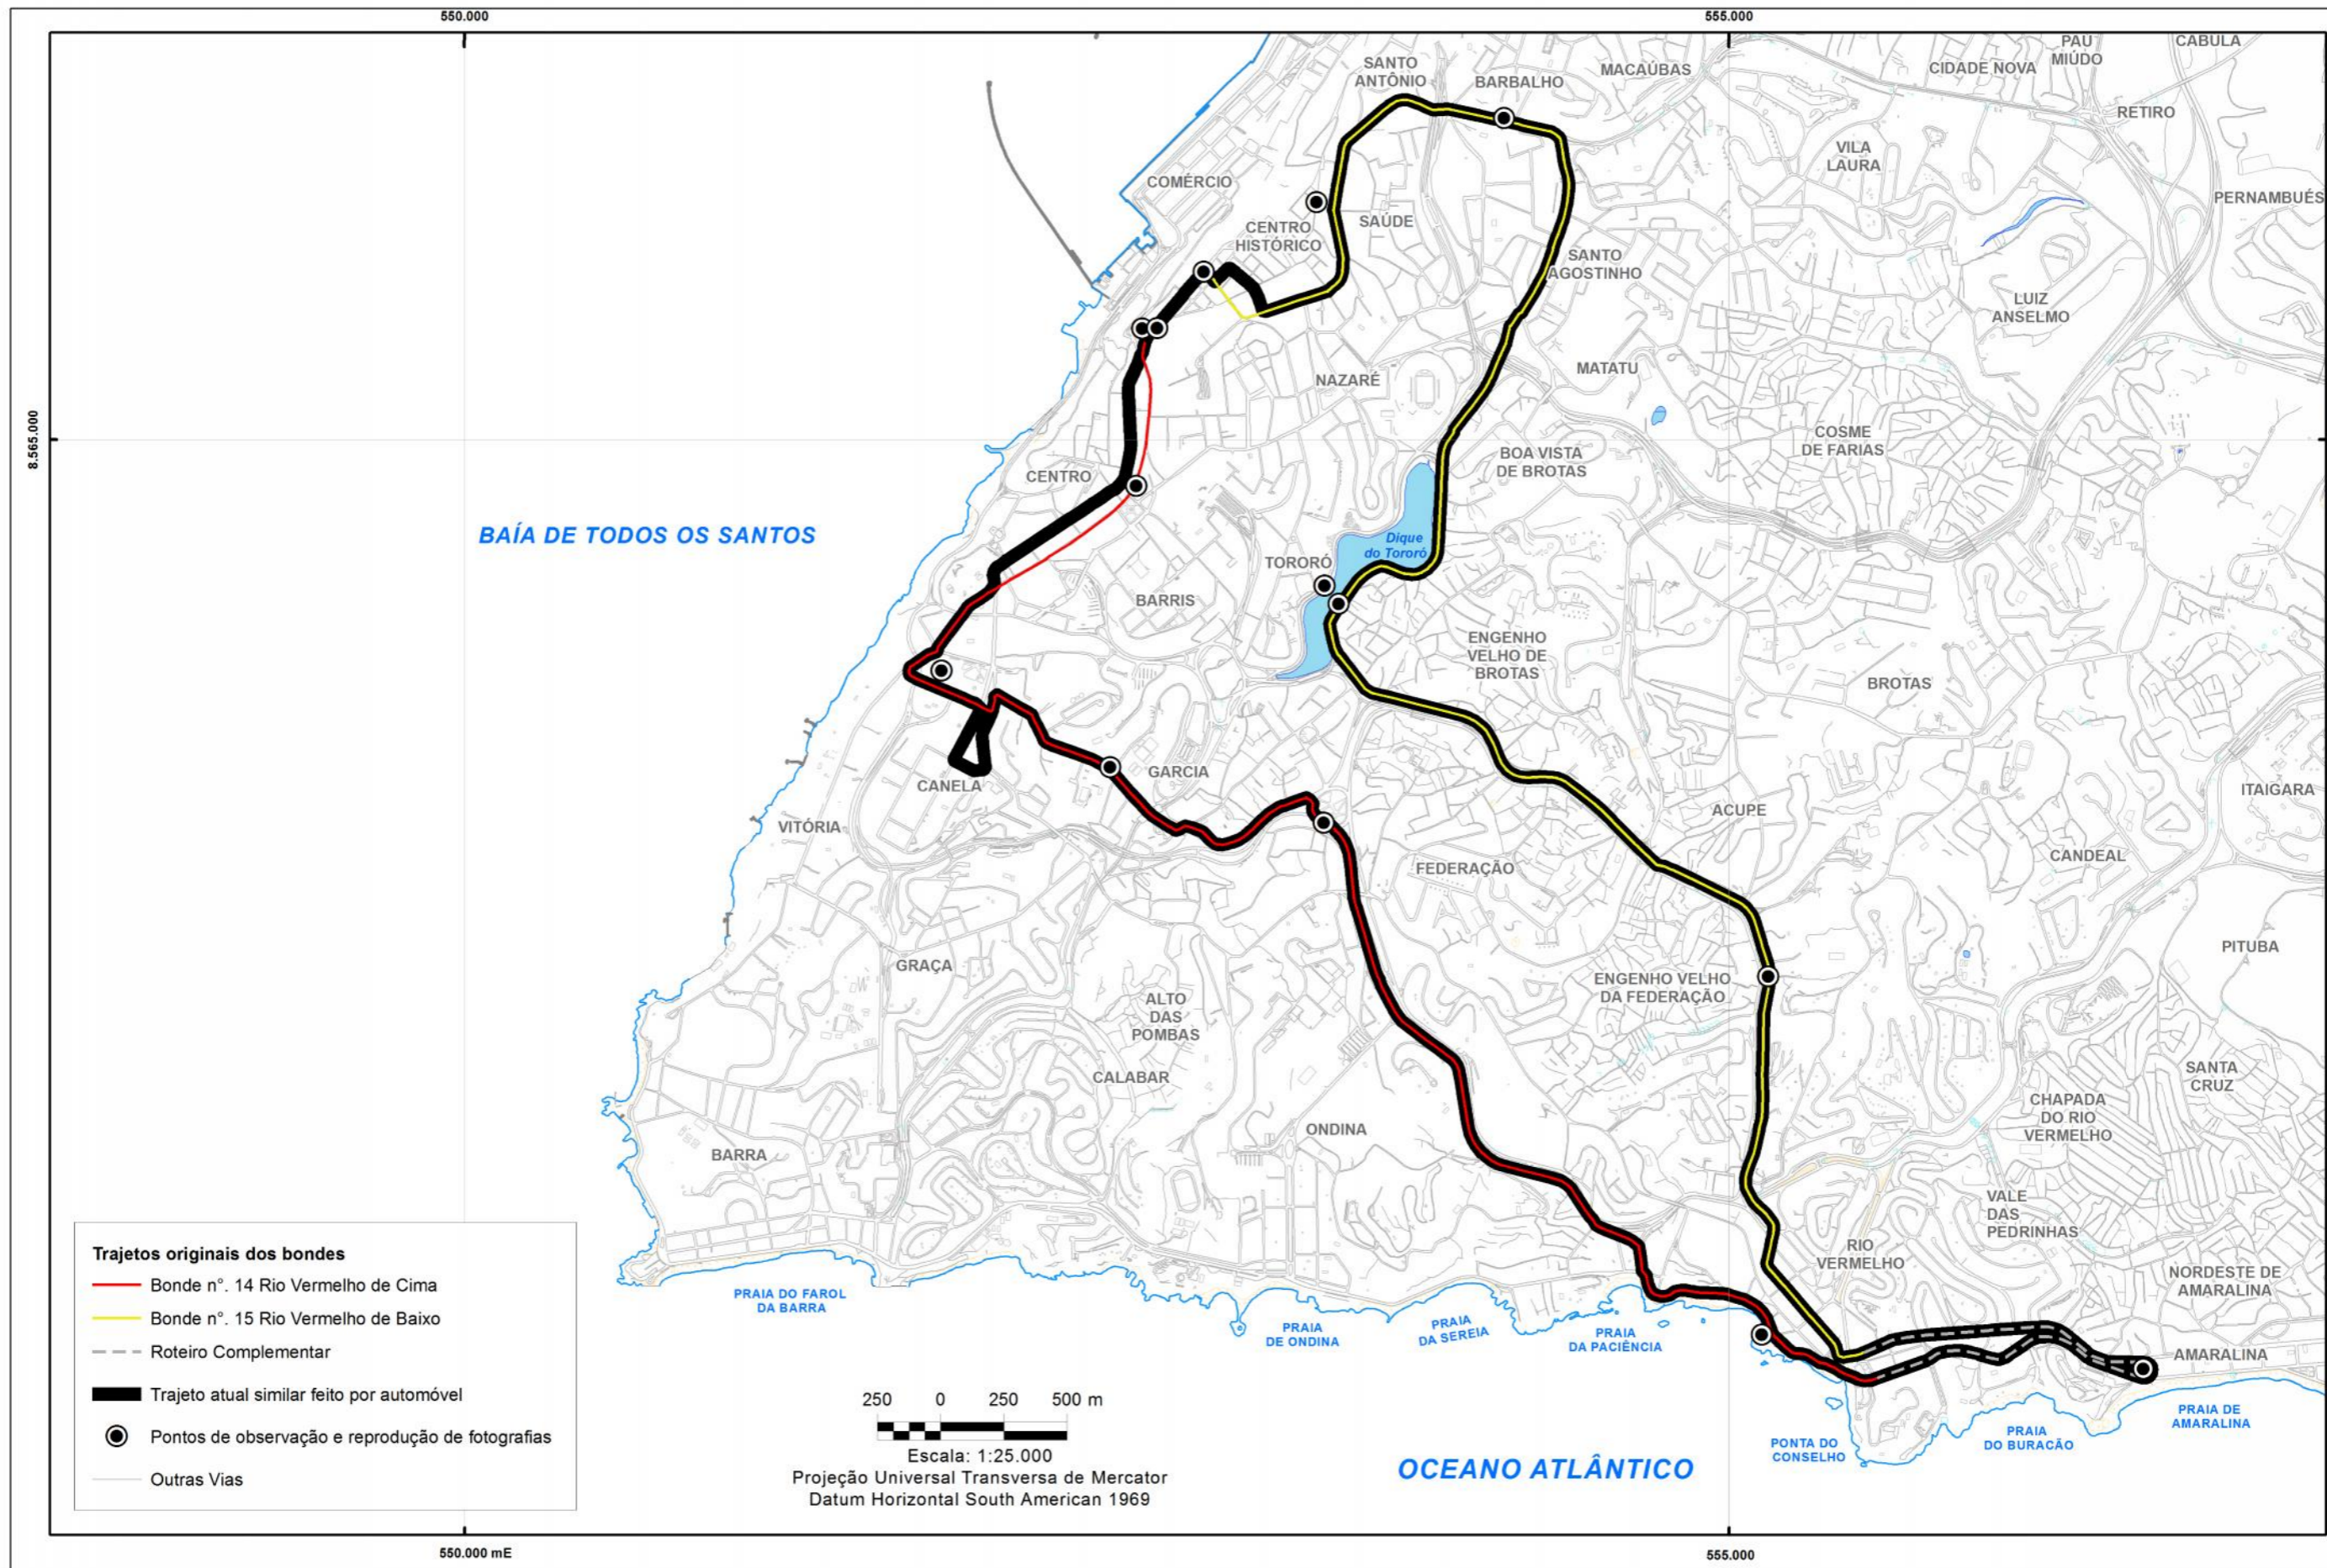 550.000
555.000
PAU
MIÚDO
CABULA
SANTO
ANTÔNIO
BARBALHO
MACAÚBAS
CIDADE NOVA
RETIRO
VILA
LAURA
COMÉRCIO
PERNAMBUÉS
CENTRO
HISTÓRICO
SAÚDE
SANTO
AGOSTINHO
LUIZ
ANSELMO
NAZARÉ
MATATU
8.565.000
COSME
DE FARIAS
BOA VISTA
DE BROTAS
CENTRO
BAÍA DE TODOS OS SANTOS
Dique
do Tororó
TORORÓ
BARRIS
ENGENHO
VELHO DE
BROTAS
BROTAS
GARCIA
CANELA
ITAIGARA
VITÓRIA
ACUPE
CANDEAL
FEDERAÇÃO
PITUBA
GRAÇA
ENGENHO VELHO
DA FEDERAÇÃO
ALTO
DAS
POMBAS
CALABAR
SANTA
CRUZ
CHAPADA
DO RIO
VERMELHO
ONDINA
BARRA
VALE
DAS
PEDRINHAS
RIO
VERMELHO
NORDESTE DE
AMARALINA
PRAIA DO FAROL
DA BARRA
PRAIA
DE ONDINA
PRAIA
DA SEREIA
PRAIA
DA PACIÊNCIA
AMARALINA
PRAIA DE
AMARALINA
PRAIA
DO BURACÃO
PONTA DO
CONSELHO
OCEANO ATLÂNTICO
Trajetos originais dos bondes
Bonde n°. 14 Rio Vermelho de Cima
Bonde n°. 15 Rio Vermelho de Baixo
Roteiro Complementar
Trajeto atual similar feito por automóvel
Pontos de observação e reprodução de fotografias
Outras Vias
250 0 250 500 m
Escala: 1:25.000
Projeção Universal Transversa de Mercator
Datum Horizontal South American 1969
550.000 mE
555.000